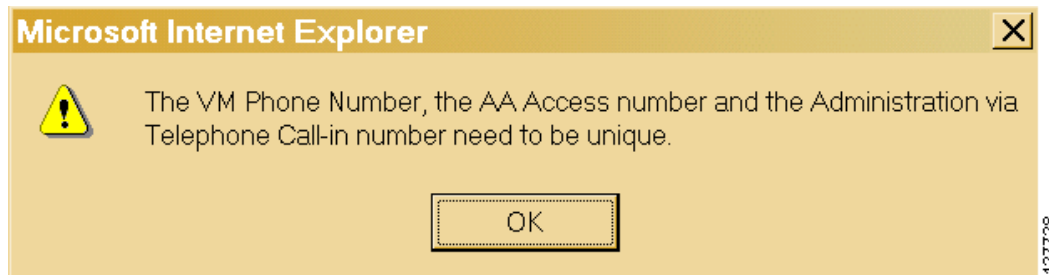 Microsoft Internet Explorer
The VM Phone Number, the AA Access number and the Administration via
Telephone Call-in number need to be unique.
OK